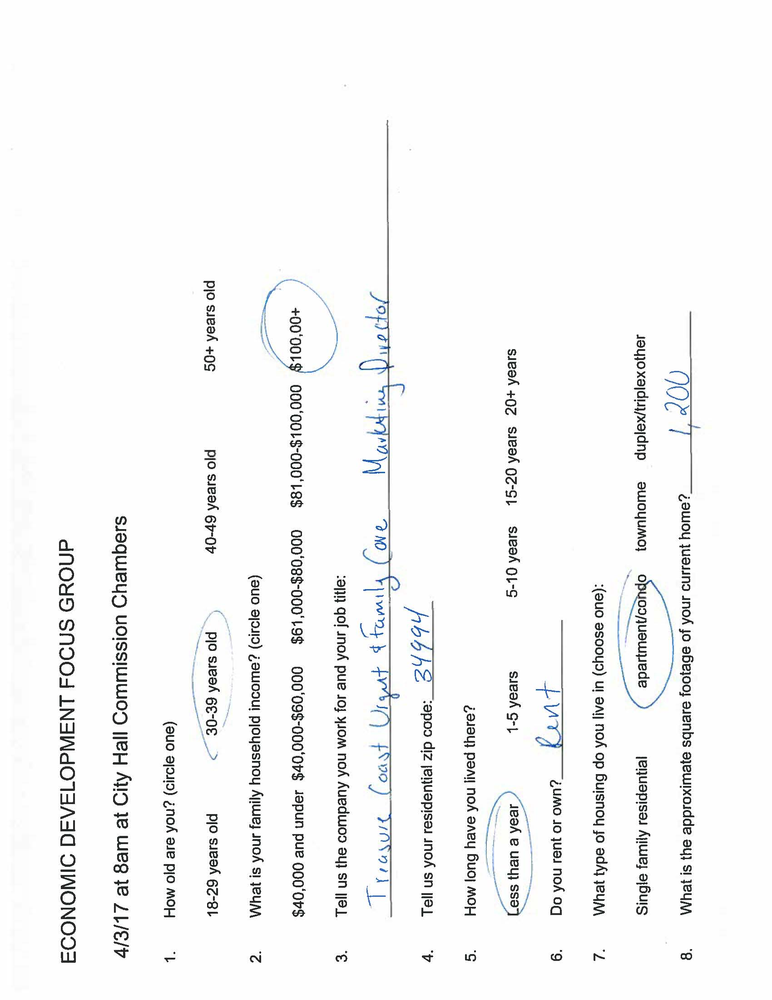 ECONOMIC DEVELOPMENT FOCUS GROUP
4/3/17 at 8am at City Hall Commission Chambers
1. How old are you? (circle one)
18-29 years old 30-39 years old 40-49 years old 50+ years old
2. What is your family household income? (circle one)
$40,000 and under $40,000-$60,000 $61,000-$80,000 $81,000-$100,000 $100,00+
3. Tell us the company you work for and your job title:
Treasure Coast Urgnt & Family Care Marketing Director
4. Tell us your residential zip code: 34994
5. How long have you lived there?
Less than a year 1-5 years 5-10 years 15-20 years 20+ years
6. Do you rent or own? Rent
7. What type of housing do you live in (choose one):
Single family residential apartment/condo townhome duplex/triplexother
8. What is the approximate square footage of your current home? 1,200